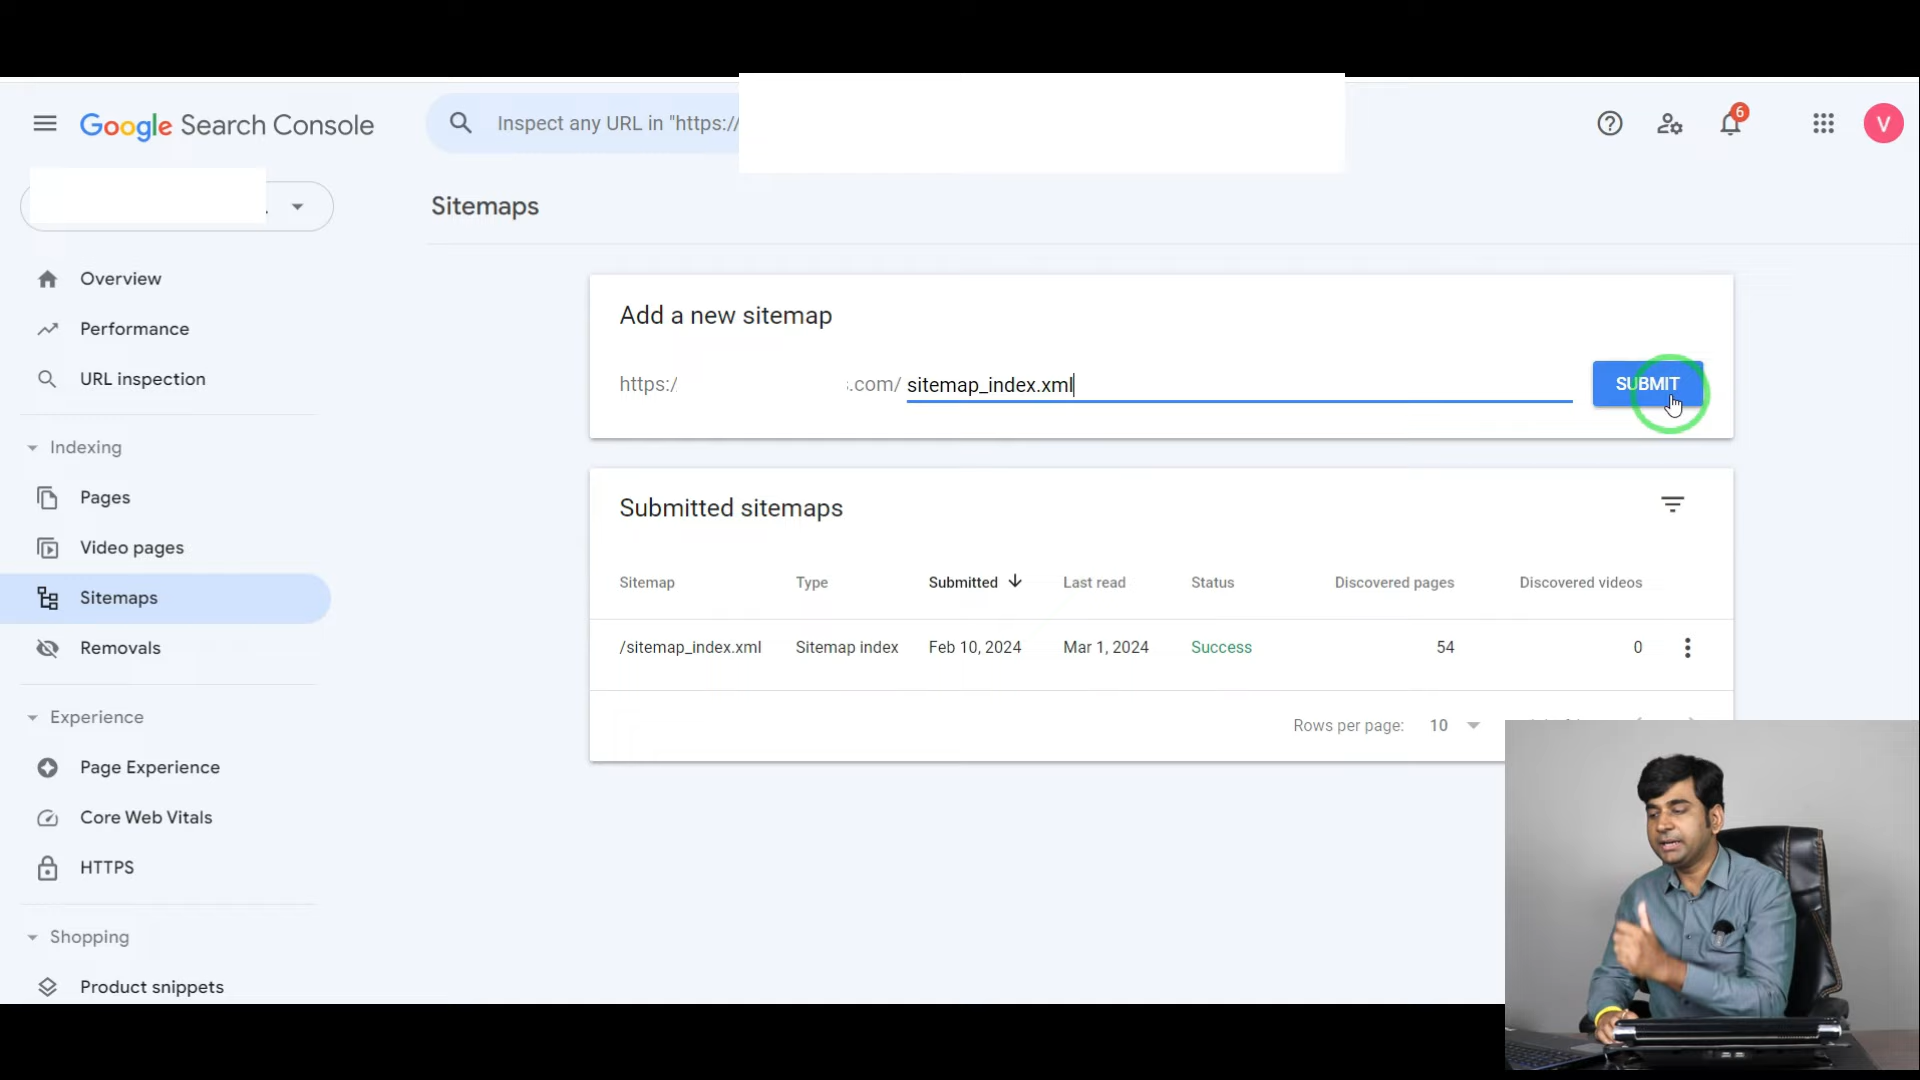 Google Search Console
Inspect any URL in "https://
6
V
Sitemaps
Overview
Performance
URL inspection
Indexing
Pages
Video pages
Sitemaps
Removals
Experience
Page Experience
Core Web Vitals
HTTPS
Shopping
Product snippets
Add a new sitemap
https:/ .com/ sitemap_index.xml
SUBMIT
Submitted sitemaps
Sitemap Type Submitted Last read Status Discovered pages Discovered videos
/sitemap_index.xml Sitemap index Feb 10, 2024 Mar 1, 2024 Success 54 0
Rows per page: 10